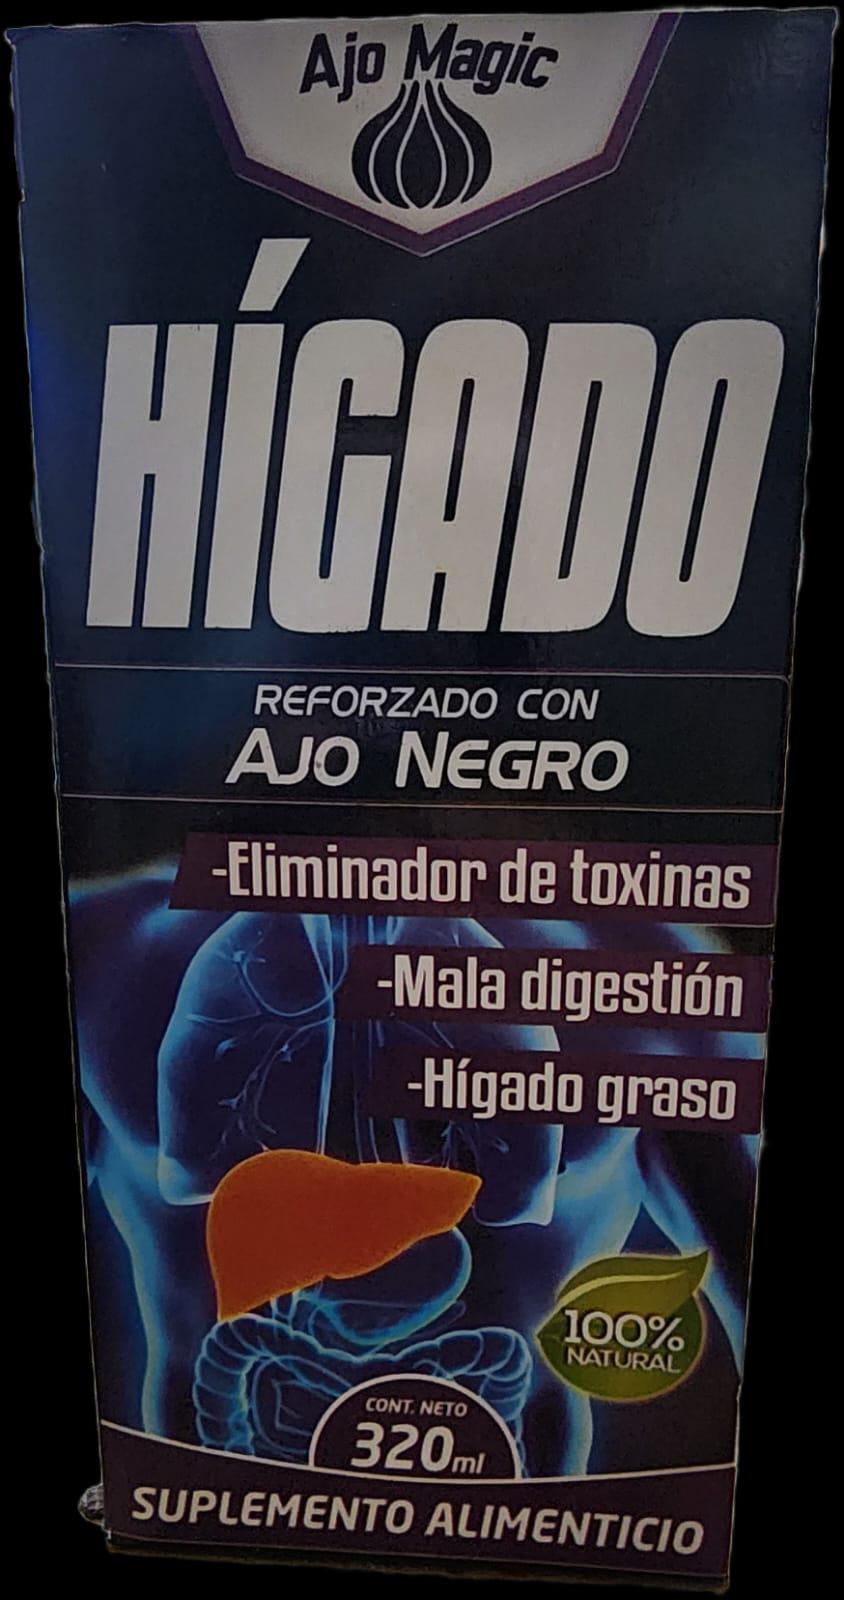 Ajo Magic
HÍGADO
REFORZADO CON
AJO NEGRO
-Eliminador de toxinas
-Mala digestión
-Hígado graso
100%
NATURAL
CONT. NETO
320ml
SUPLEMENTO ALIMENTICIO